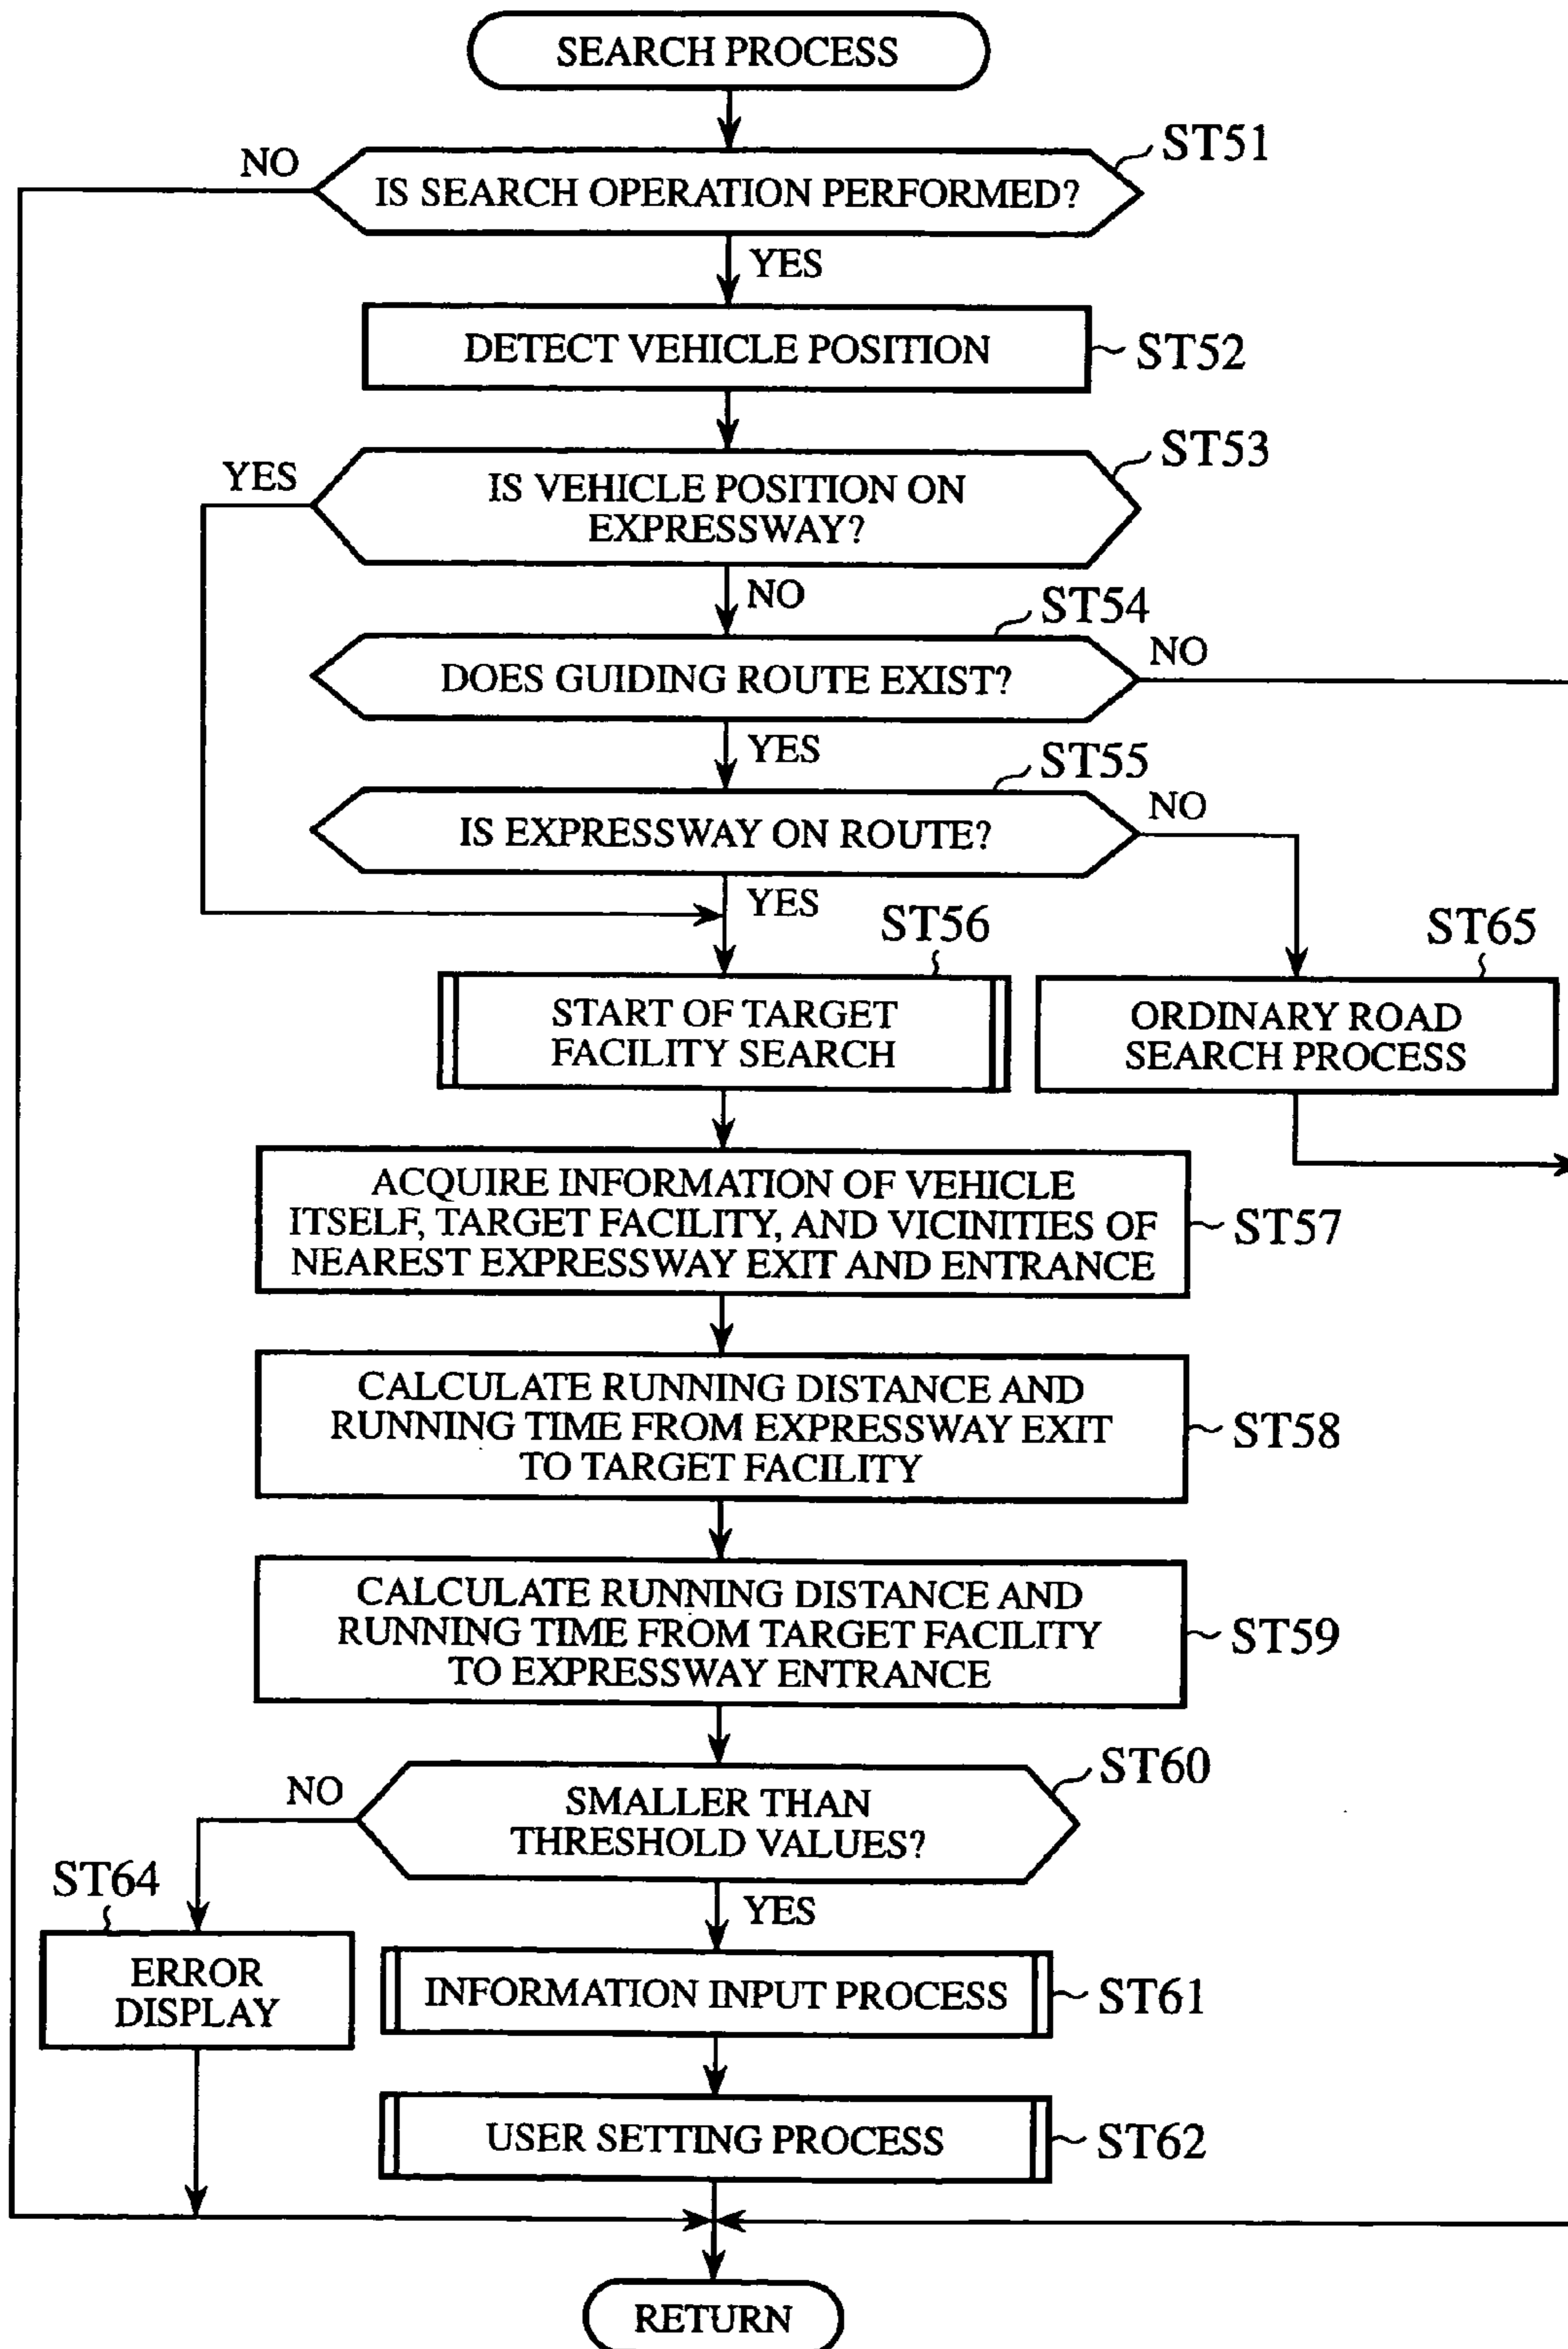 SEARCH PROCESS
ST51
NO
IS SEARCH OPERATION PERFORMED?
YES
DETECT VEHICLE POSITION
ST52
ST53
YES
IS VEHICLE POSITION ON
EXPRESSWAY?
NO
ST54
DOES GUIDING ROUTE EXIST?
NO
YES
ST55
IS EXPRESSWAY ON ROUTE?
NO
YES
ST56
ST65
START OF TARGET
FACILITY SEARCH
ORDINARY ROAD
SEARCH PROCESS
ACQUIRE INFORMATION OF VEHICLE
ITSELF, TARGET FACILITY, AND VICINITIES OF
NEAREST EXPRESSWAY EXIT AND ENTRANCE
ST57
CALCULATE RUNNING DISTANCE AND
RUNNING TIME FROM EXPRESSWAY EXIT
TO TARGET FACILITY
ST58
CALCULATE RUNNING DISTANCE AND
RUNNING TIME FROM TARGET FACILITY
TO EXPRESSWAY ENTRANCE
ST59
ST60
NO
SMALLER THAN
THRESHOLD VALUES?
ST64
YES
ERROR
DISPLAY
INFORMATION INPUT PROCESS
ST61
USER SETTING PROCESS
ST62
RETURN